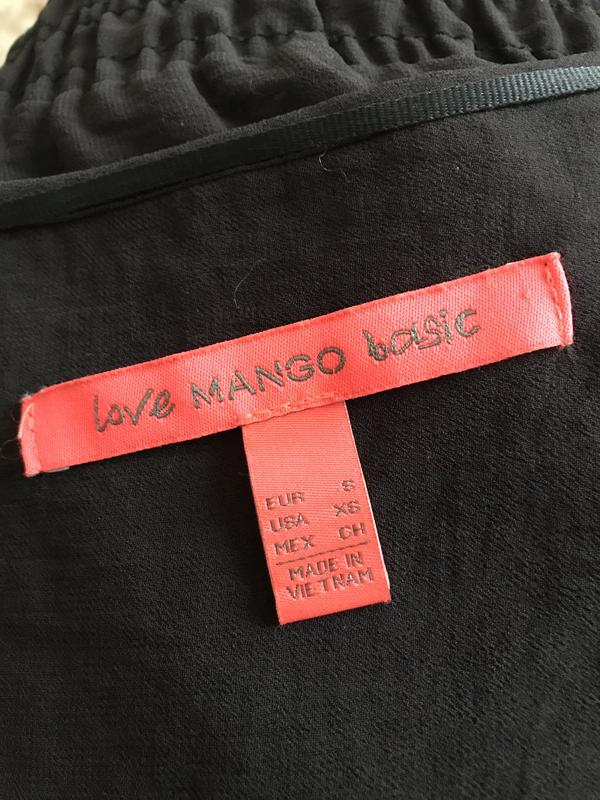 love MANGO basic
EUR S
USA XS
MEX CH
MADE IN
VIETNAM